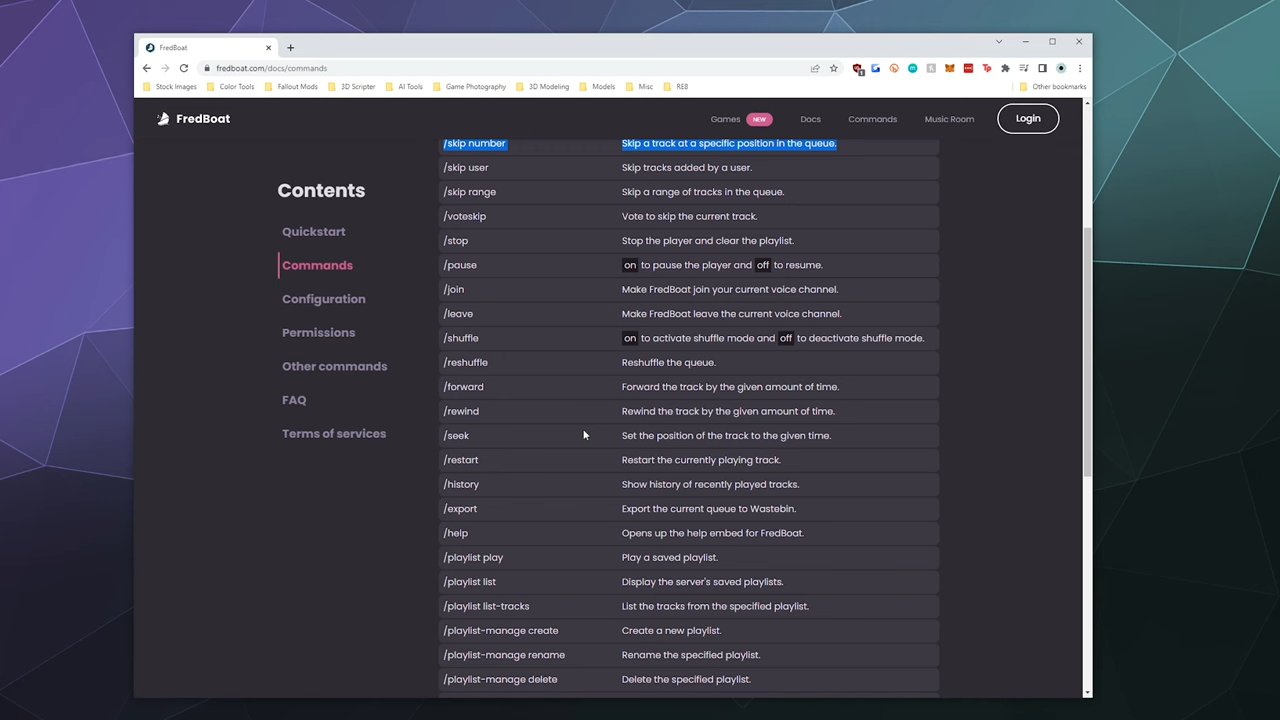 FredBoat
fredboat.com/docs/commands
Stock Images Color Tools Fallout Mods 3D Scripter AI Tools Game Photography 3D Modeling Models Misc RE8 Other bookmarks
FredBoat Games NEW Docs Commands Music Room Login
Contents
Quickstart
Commands
Configuration
Permissions
Other commands
FAQ
Terms of services
/skip number Skip a track at a specific position in the queue.
/skip user Skip tracks added by a user.
/skip range Skip a range of tracks in the queue.
/voteskip Vote to skip the current track.
/stop Stop the player and clear the playlist.
/pause on to pause the player and off to resume.
/join Make FredBoat join your current voice channel.
/leave Make FredBoat leave the current voice channel.
/shuffle on to activate shuffle mode and off to deactivate shuffle mode.
/reshuffle Reshuffle the queue.
/forward Forward the track by the given amount of time.
/rewind Rewind the track by the given amount of time.
/seek Set the position of the track to the given time.
/restart Restart the currently playing track.
/history Show history of recently played tracks.
/export Export the current queue to Wastebin.
/help Opens up the help embed for FredBoat.
/playlist play Play a saved playlist.
/playlist list Display the server's saved playlists.
/playlist list-tracks List the tracks from the specified playlist.
/playlist-manage create Create a new playlist.
/playlist-manage rename Rename the specified playlist.
/playlist-manage delete Delete the specified playlist.